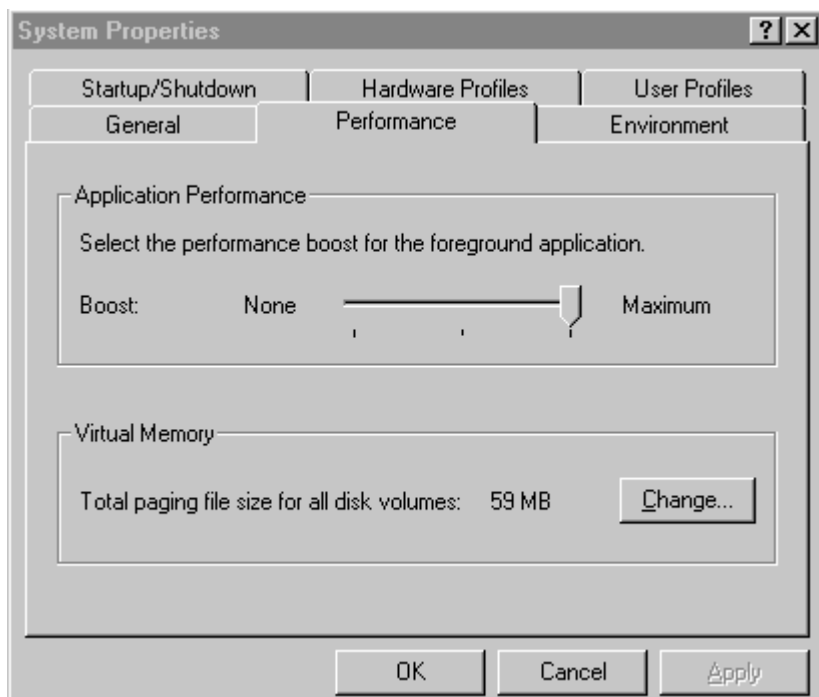 System Properties
Startup/Shutdown Hardware Profiles User Profiles
General Performance Environment
Application Performance
Select the performance boost for the foreground application.
Boost: None Maximum
Virtual Memory
Total paging file size for all disk volumes: 59 MB Change...
OK Cancel Apply